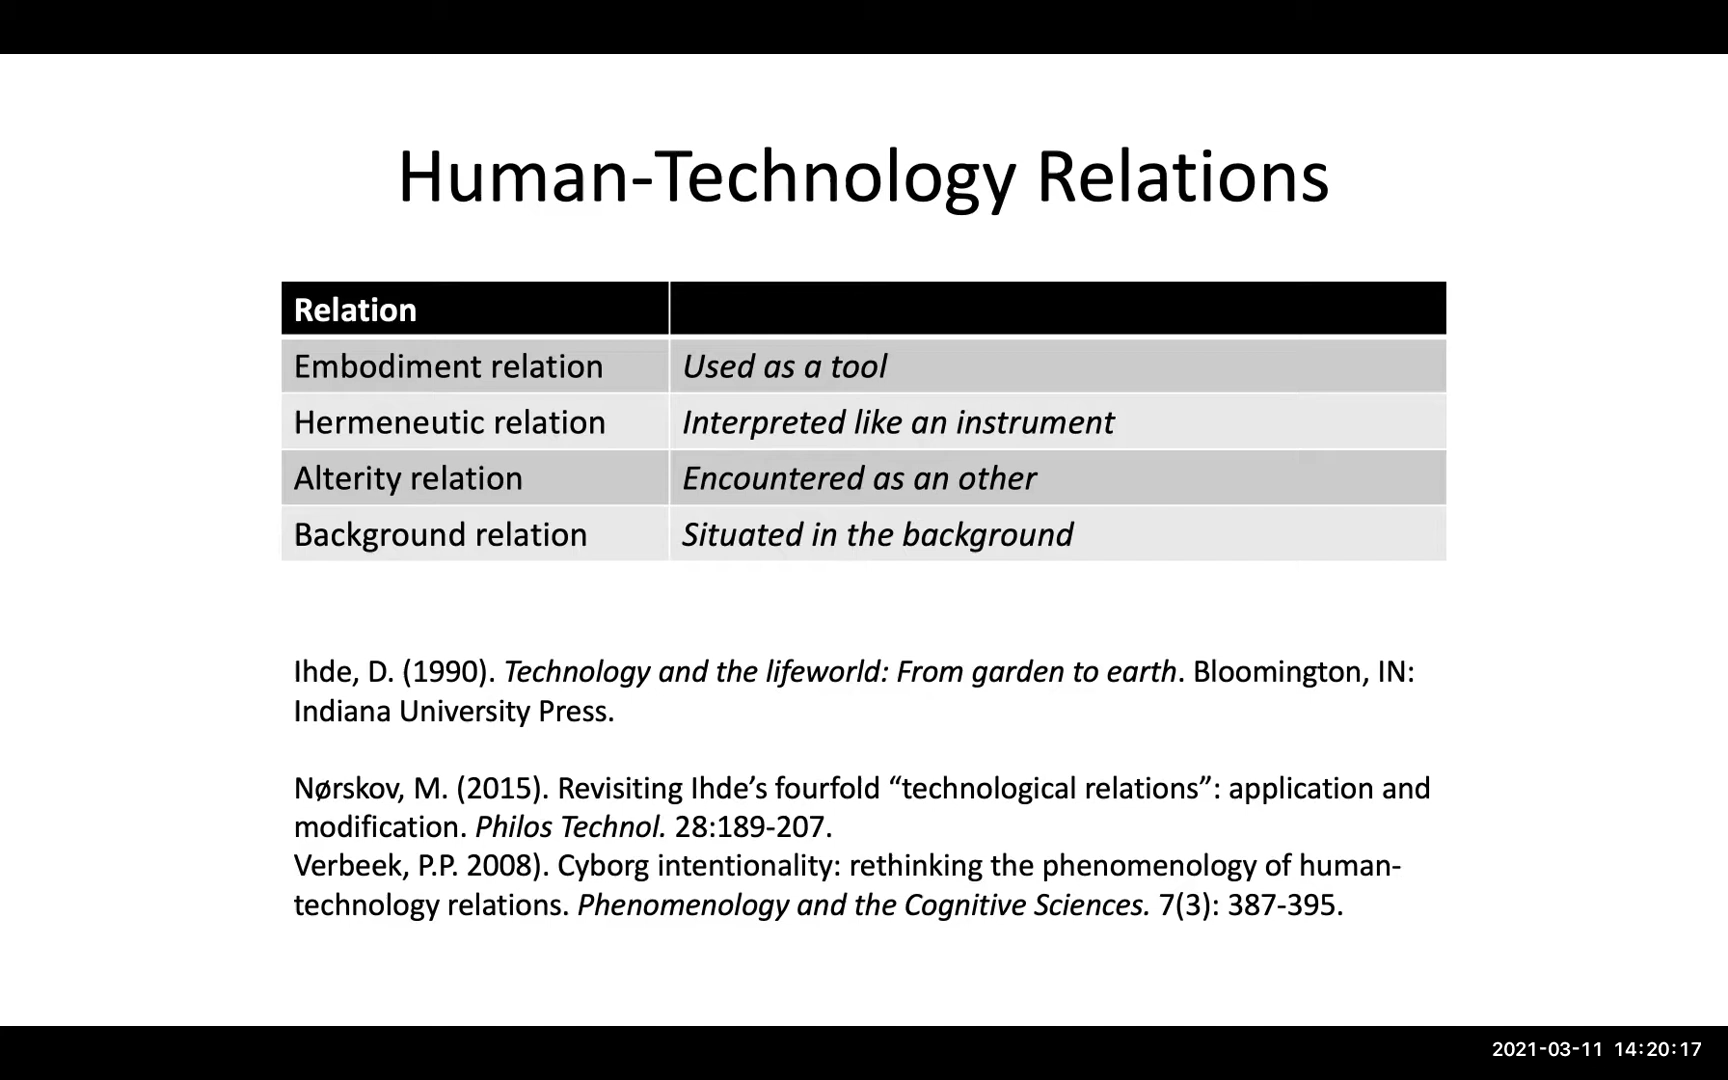 Human-Technology Relations
Relation
Embodiment relation Used as a tool
Hermeneutic relation Interpreted like an instrument
Alterity relation Encountered as an other
Background relation Situated in the background
Ihde, D. (1990). Technology and the lifeworld: From garden to earth. Bloomington, IN:
Indiana University Press.
Nørskov, M. (2015). Revisiting Ihde’s fourfold “technological relations”: application and
modification. Philos Technol. 28:189-207.
Verbeek, P.P. 2008). Cyborg intentionality: rethinking the phenomenology of human-
technology relations. Phenomenology and the Cognitive Sciences. 7(3): 387-395.
2021-03-11 14:20:17